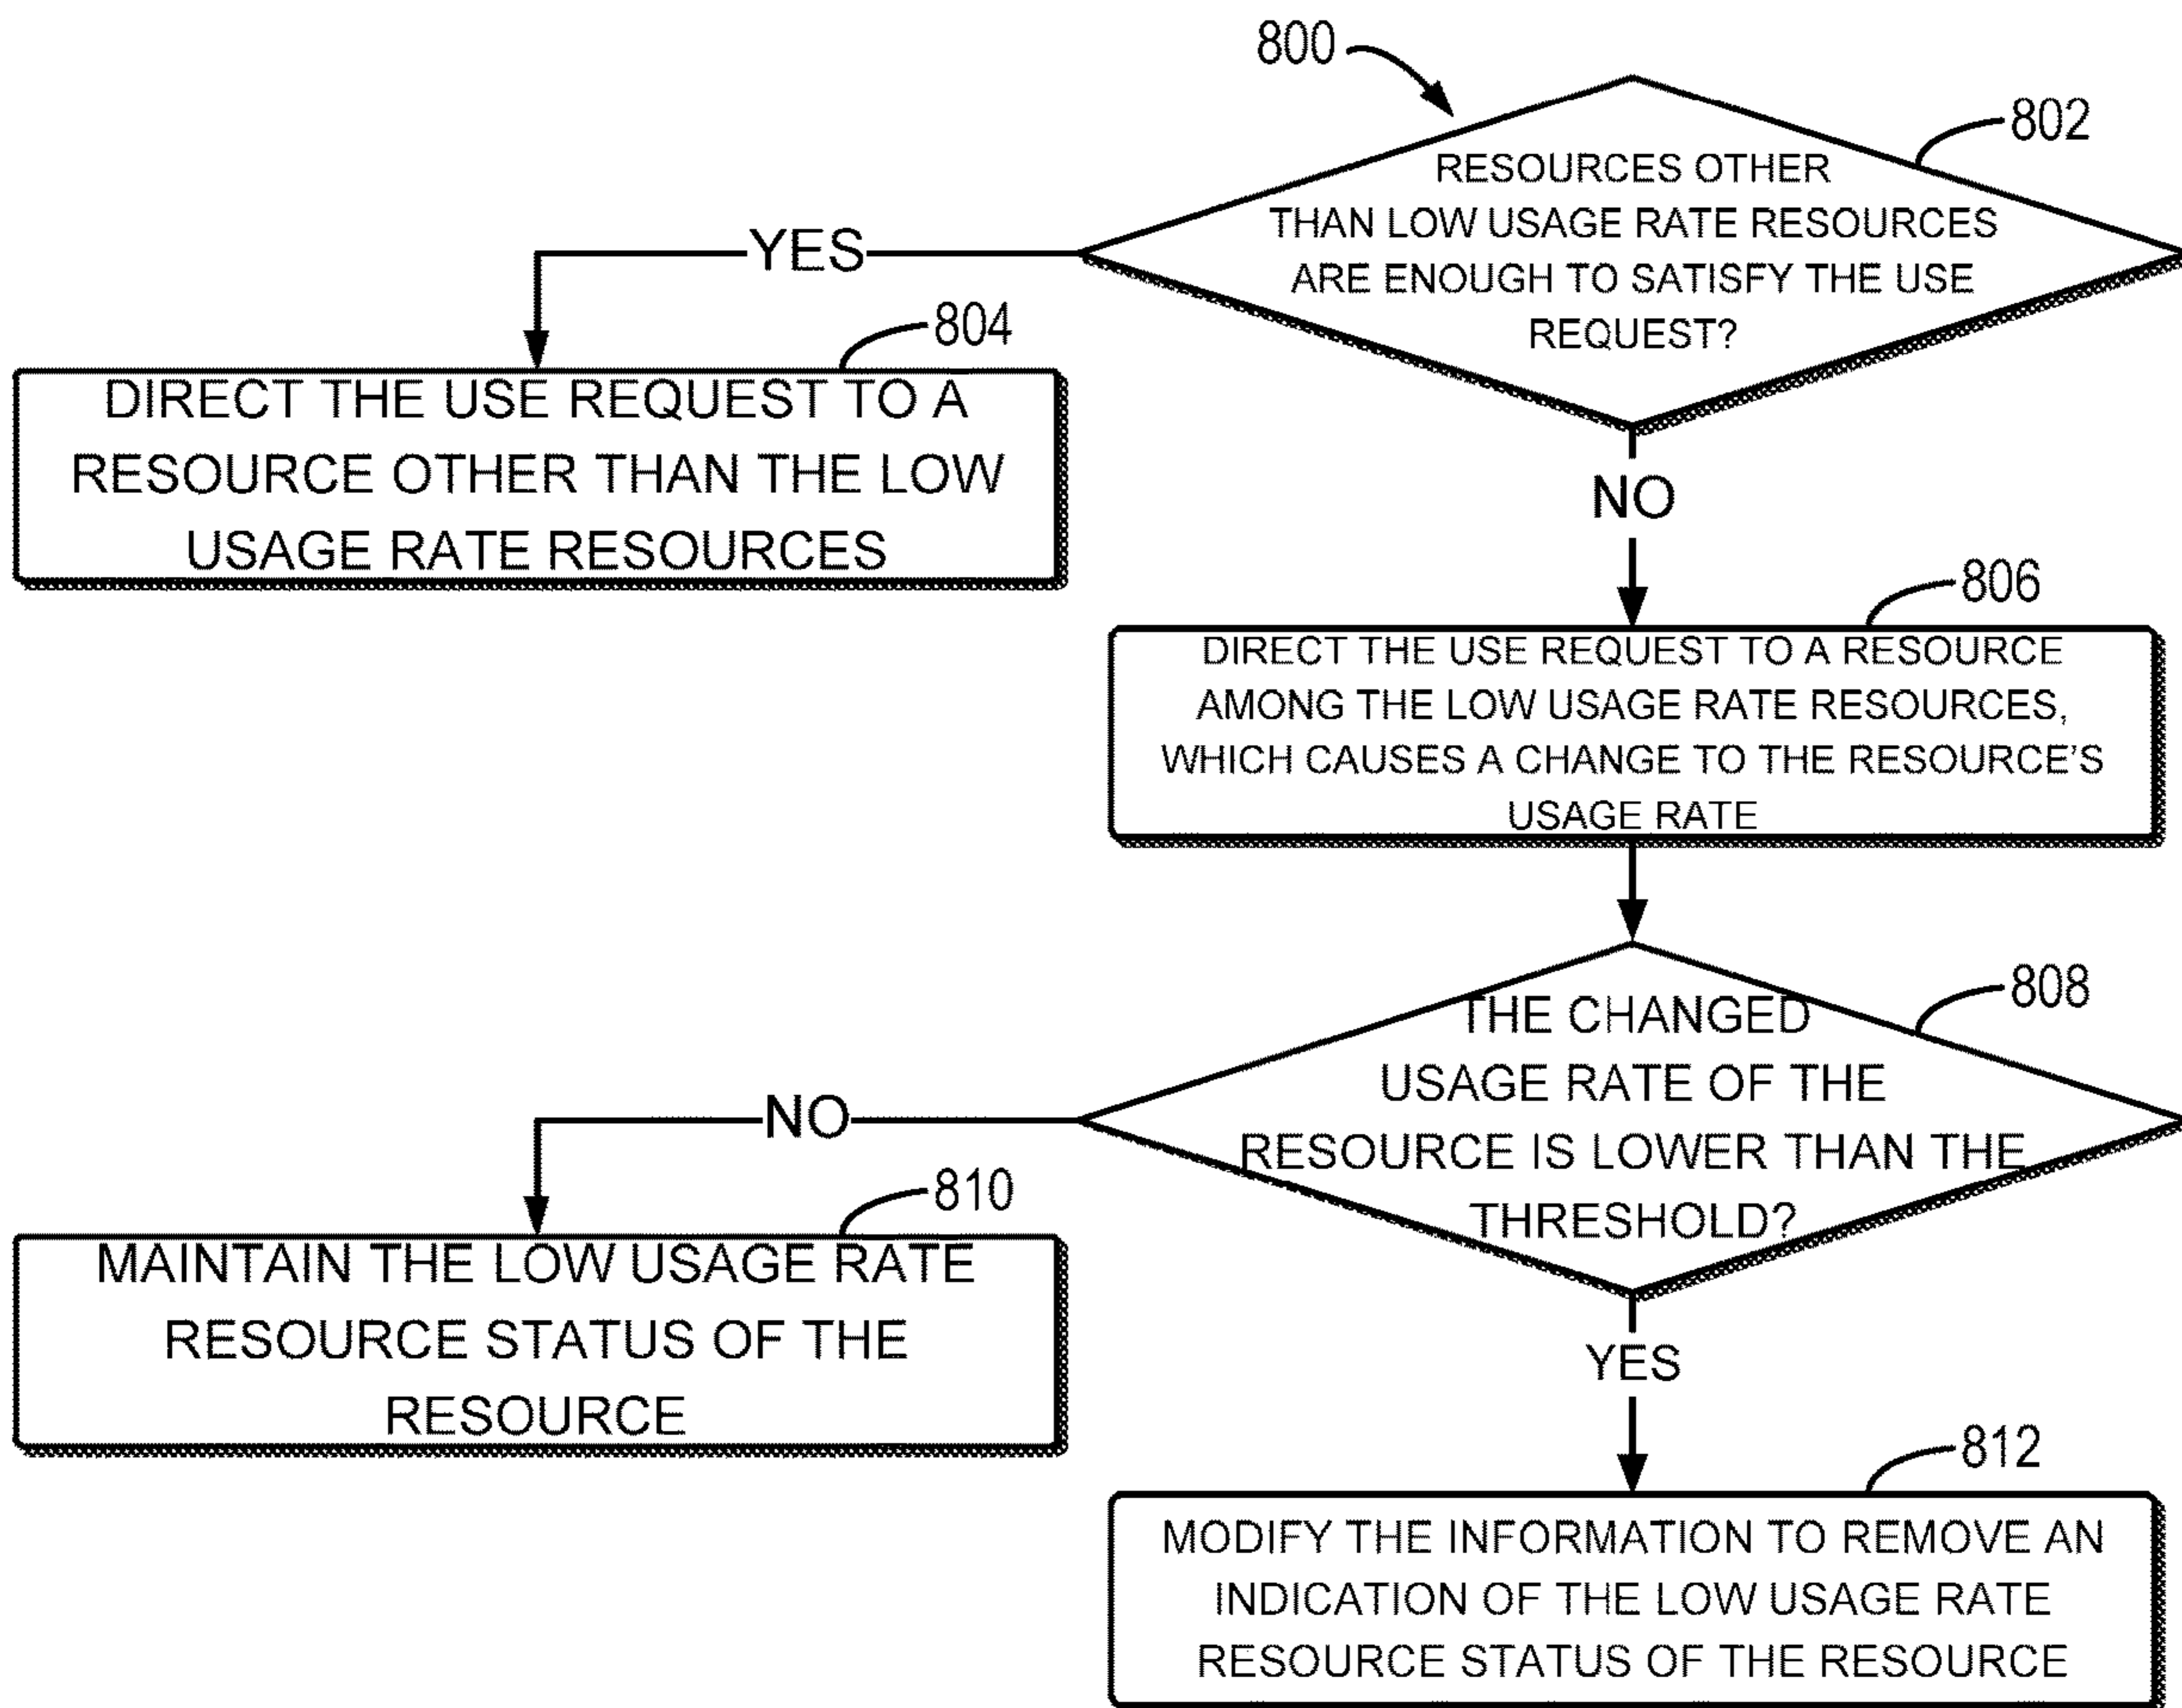 800
802
RESOURCES OTHER
THAN LOW USAGE RATE RESOURCES
ARE ENOUGH TO SATISFY THE USE
REQUEST?
YES
804
DIRECT THE USE REQUEST TO A
RESOURCE OTHER THAN THE LOW
USAGE RATE RESOURCES
NO
806
DIRECT THE USE REQUEST TO A RESOURCE
AMONG THE LOW USAGE RATE RESOURCES,
WHICH CAUSES A CHANGE TO THE RESOURCE'S
USAGE RATE
808
THE CHANGED
USAGE RATE OF THE
RESOURCE IS LOWER THAN THE
THRESHOLD?
NO
810
MAINTAIN THE LOW USAGE RATE
RESOURCE STATUS OF THE
RESOURCE
YES
812
MODIFY THE INFORMATION TO REMOVE AN
INDICATION OF THE LOW USAGE RATE
RESOURCE STATUS OF THE RESOURCE